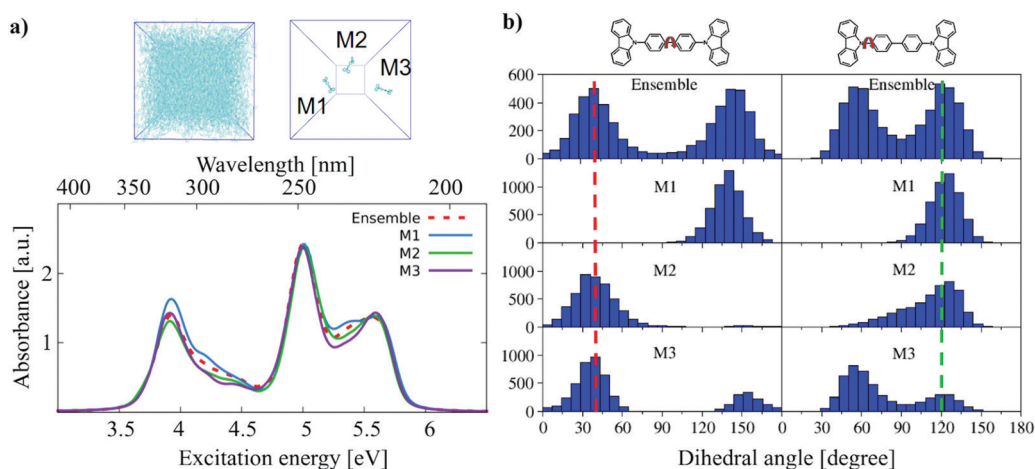 a)
M2
M3
M1
Wavelength [nm]
400 350 300 250 200
Ensemble
M1
M2
M3
Absorbance [a.u.]
2
1
3.5 4 4.5 5 5.5 6
Excitation energy [eV]
b)
N N N N
600
400
200
0
Ensemble Ensemble
1000
500
0
M1 M1
1000
500
0
M2 M2
1000
500
0
M3 M3
0 30 60 90 120 150 0 30 60 90 120 150 180
Dihedral angle [degree]